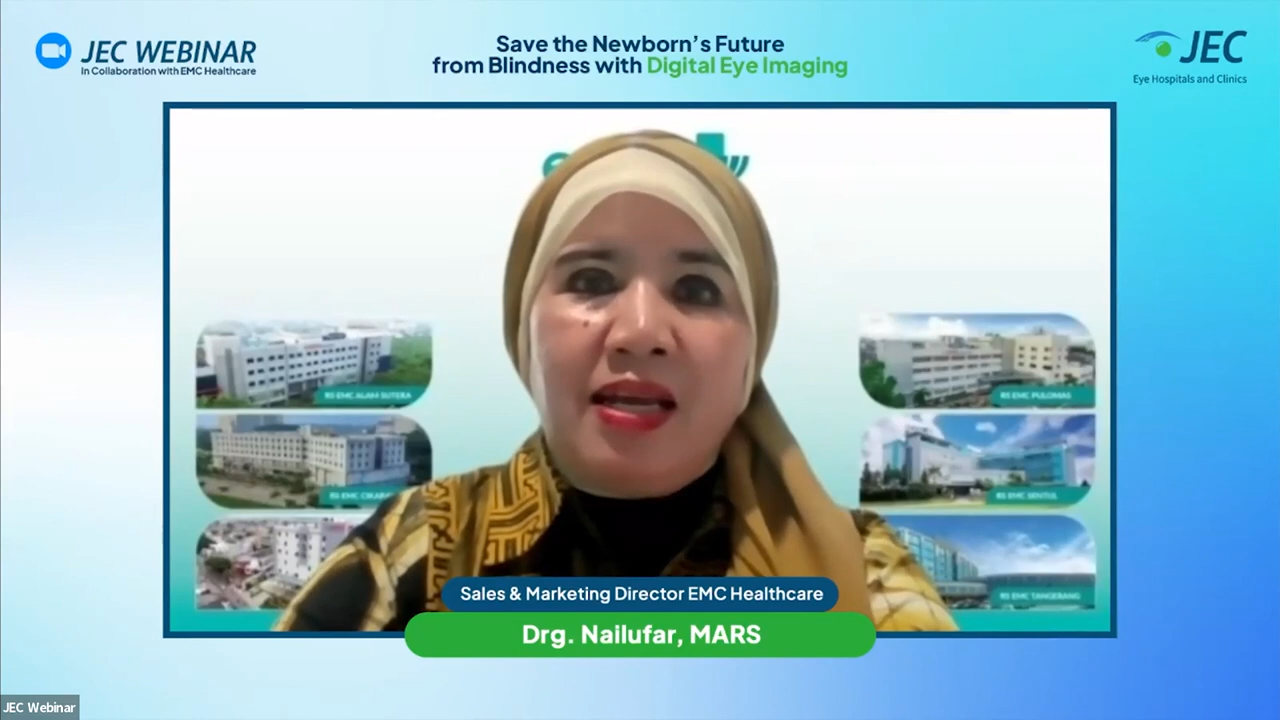 JEC WEBINAR
In Collaboration with EMC Healthcare
Save the Newborn's Future
from Blindness with Digital Eye Imaging
JEC
Eye Hospitals and Clinics
RS EMC ALAM SUTERA
RS EMC PULOMAS
RS EMC
RS EMC SENTUL
RS EMC TANGERANG
Sales & Marketing Director EMC Healthcare
Drg. Nailufar, MARS
JEC Webinar